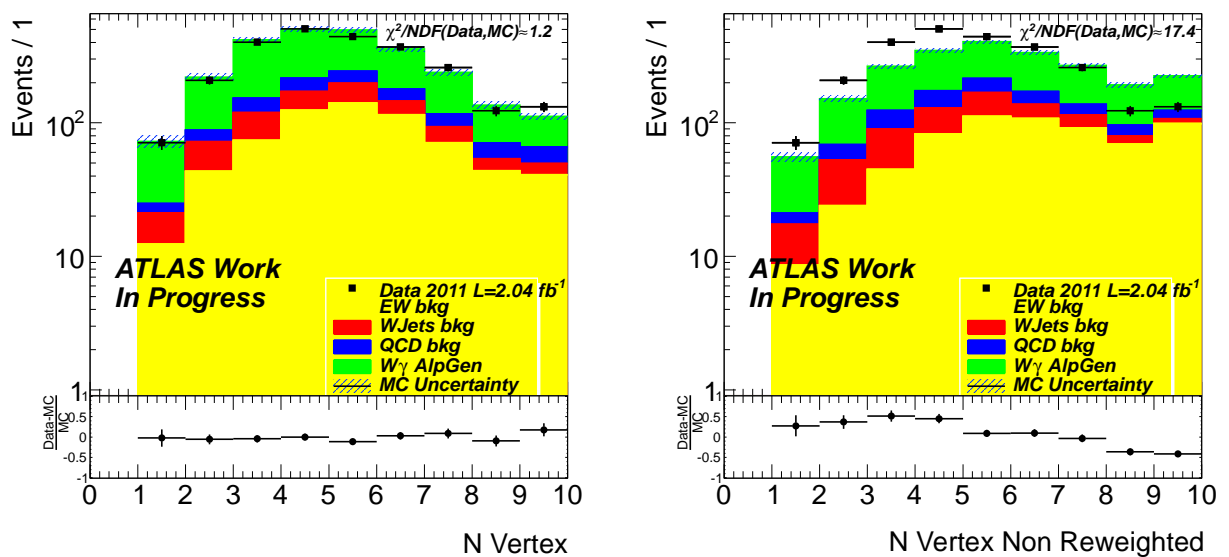 Events / 1
10²
10
1
χ²/NDF(Data,MC)≈1.2
ATLAS Work
In Progress
Data 2011 L=2.04 fb⁻¹
EW bkg
WJets bkg
QCD bkg
Wγ AlpGen
MC Uncertainty
Data-MC
MC
1
0.5
0
-0.5
-1
0 1 2 3 4 5 6 7 8 9 10
N Vertex
Events / 1
10²
10
1
χ²/NDF(Data,MC)≈17.4
ATLAS Work
In Progress
Data 2011 L=2.04 fb⁻¹
EW bkg
WJets bkg
QCD bkg
Wγ AlpGen
MC Uncertainty
Data-MC
MC
1
0.5
0
-0.5
-1
0 1 2 3 4 5 6 7 8 9 10
N Vertex Non Reweighted